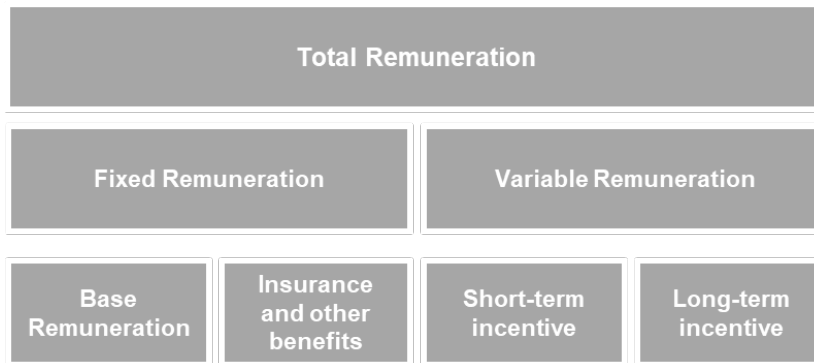 Total Remuneration
Fixed Remuneration
Variable Remuneration
Base
Remuneration
Insurance
and other
benefits
Short-term
incentive
Long-term
incentive